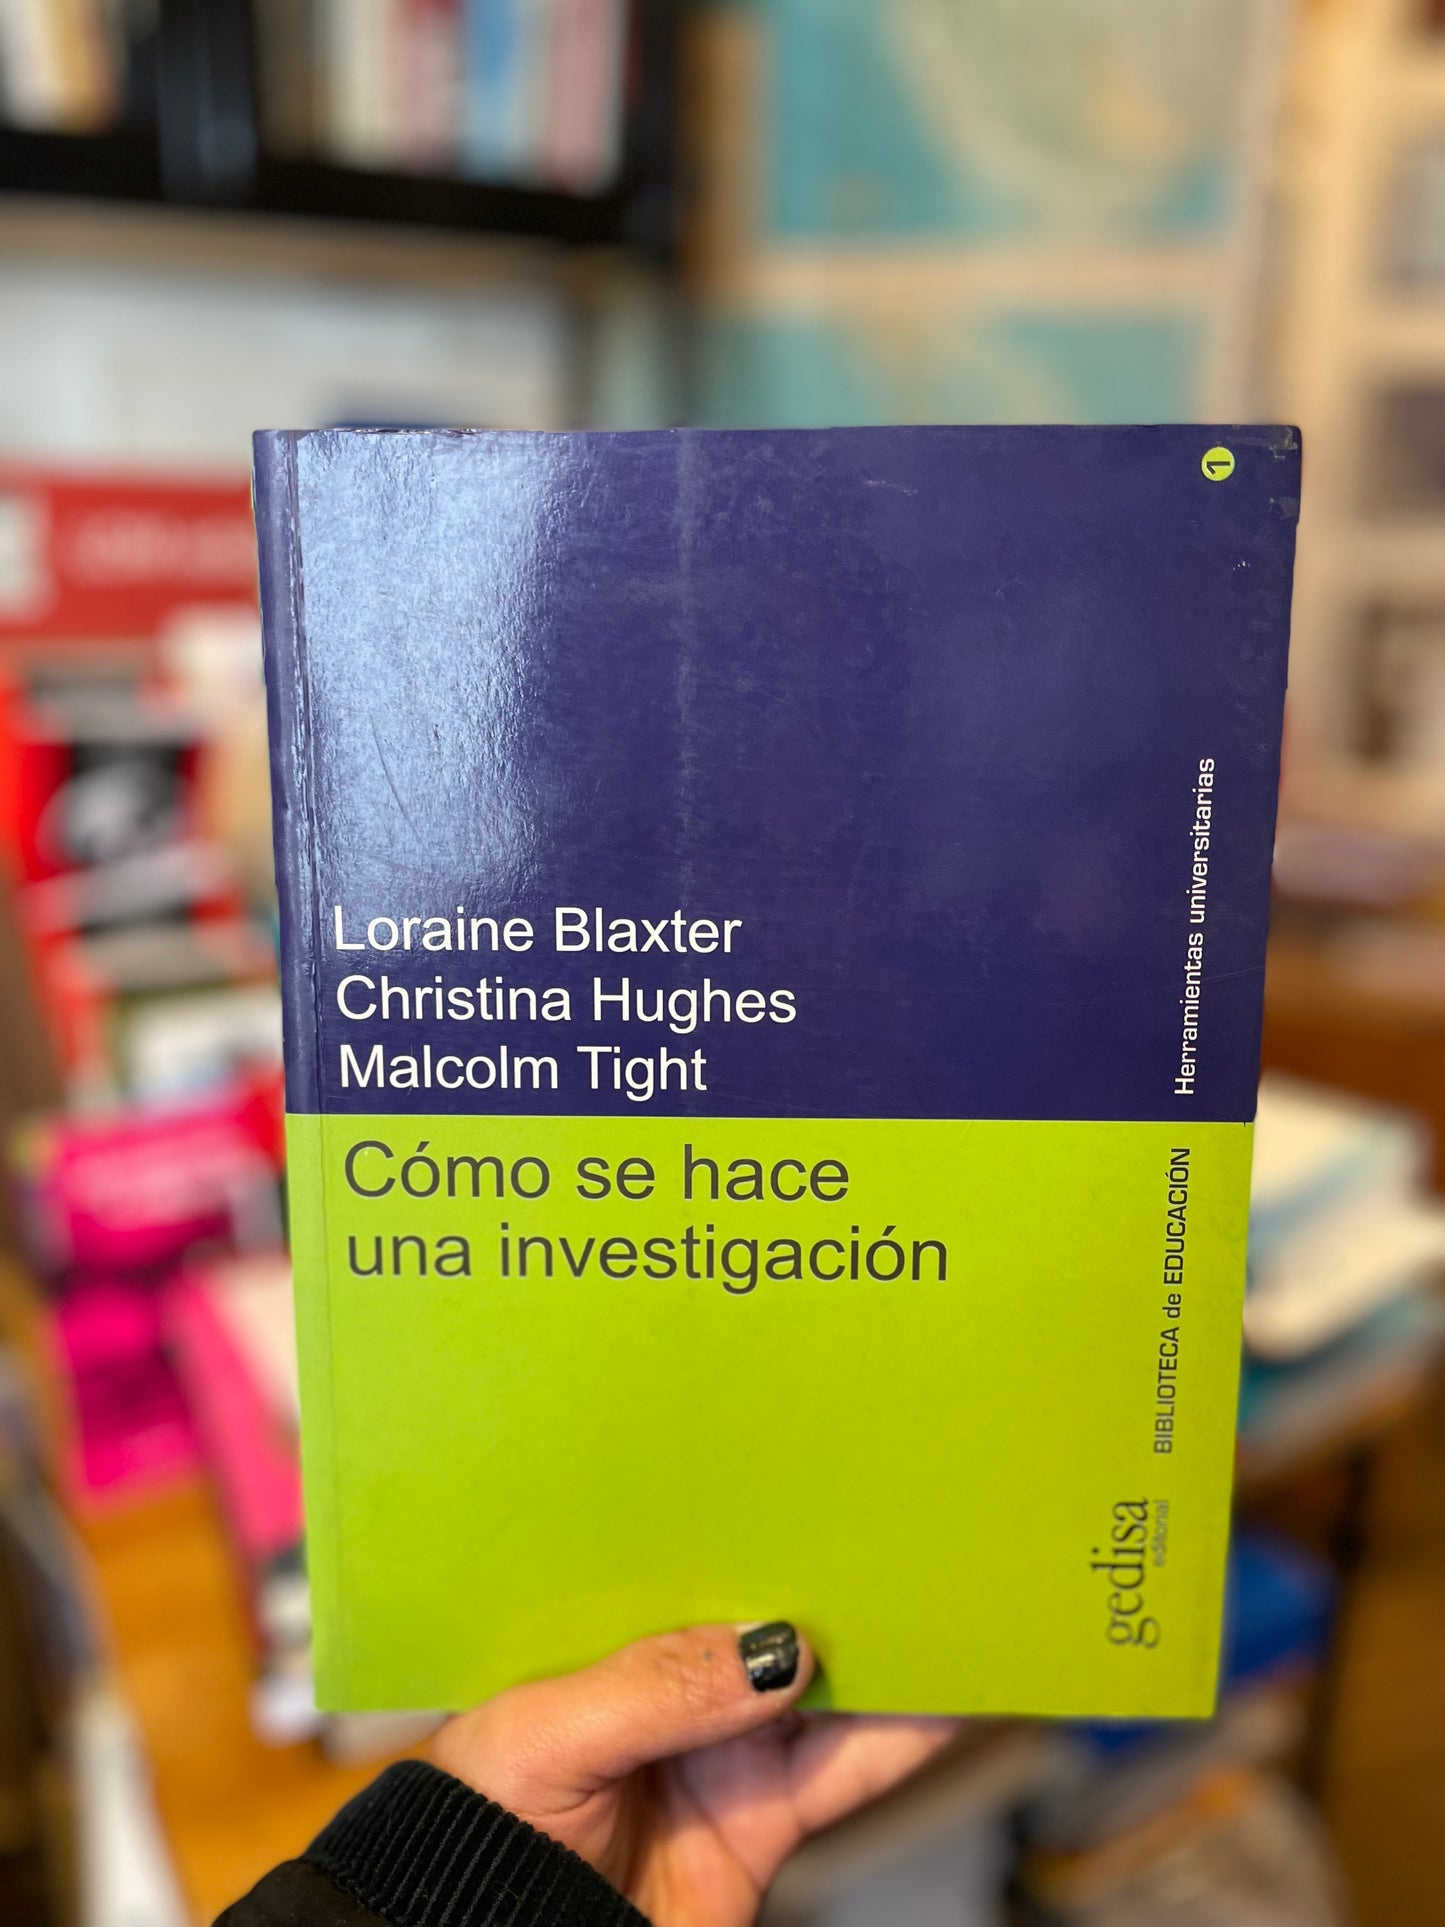 1
Herramientas universitarias
Loraine Blaxter
Christina Hughes
Malcolm Tight
Cómo se hace
una investigación
BIBLIOTECA de EDUCACIÓN
gedisa
editorial